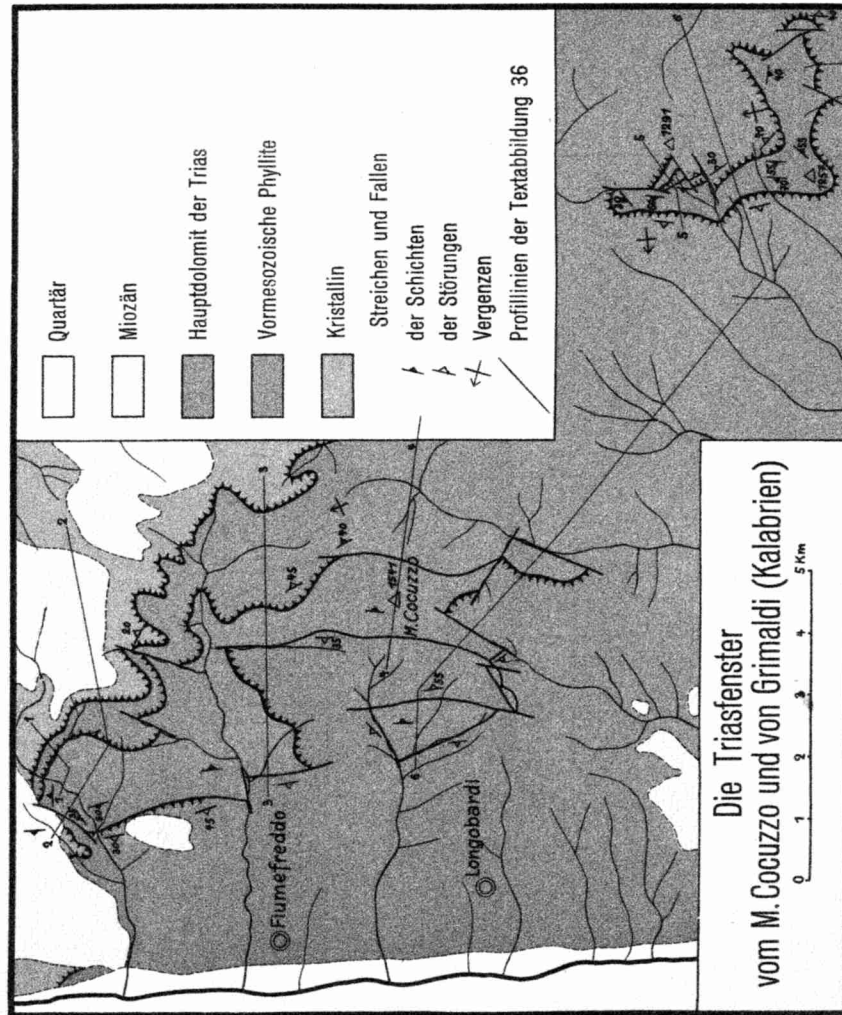 Quartär
Miozän
Hauptdolomit der Trias
Vormesozoische Phyllite
Kristallin
Streichen und Fallen
der Schichten
der Störungen
Vergenzen
Profillinien der Textabbildung 36
Fiumefreddo
Longobardi
M. Cocuzzo
1541
1291
Die Triasfenster
vom M. Cocuzzo und von Grimaldi (Kalabrien)
0 1 2 3 4 5 Km